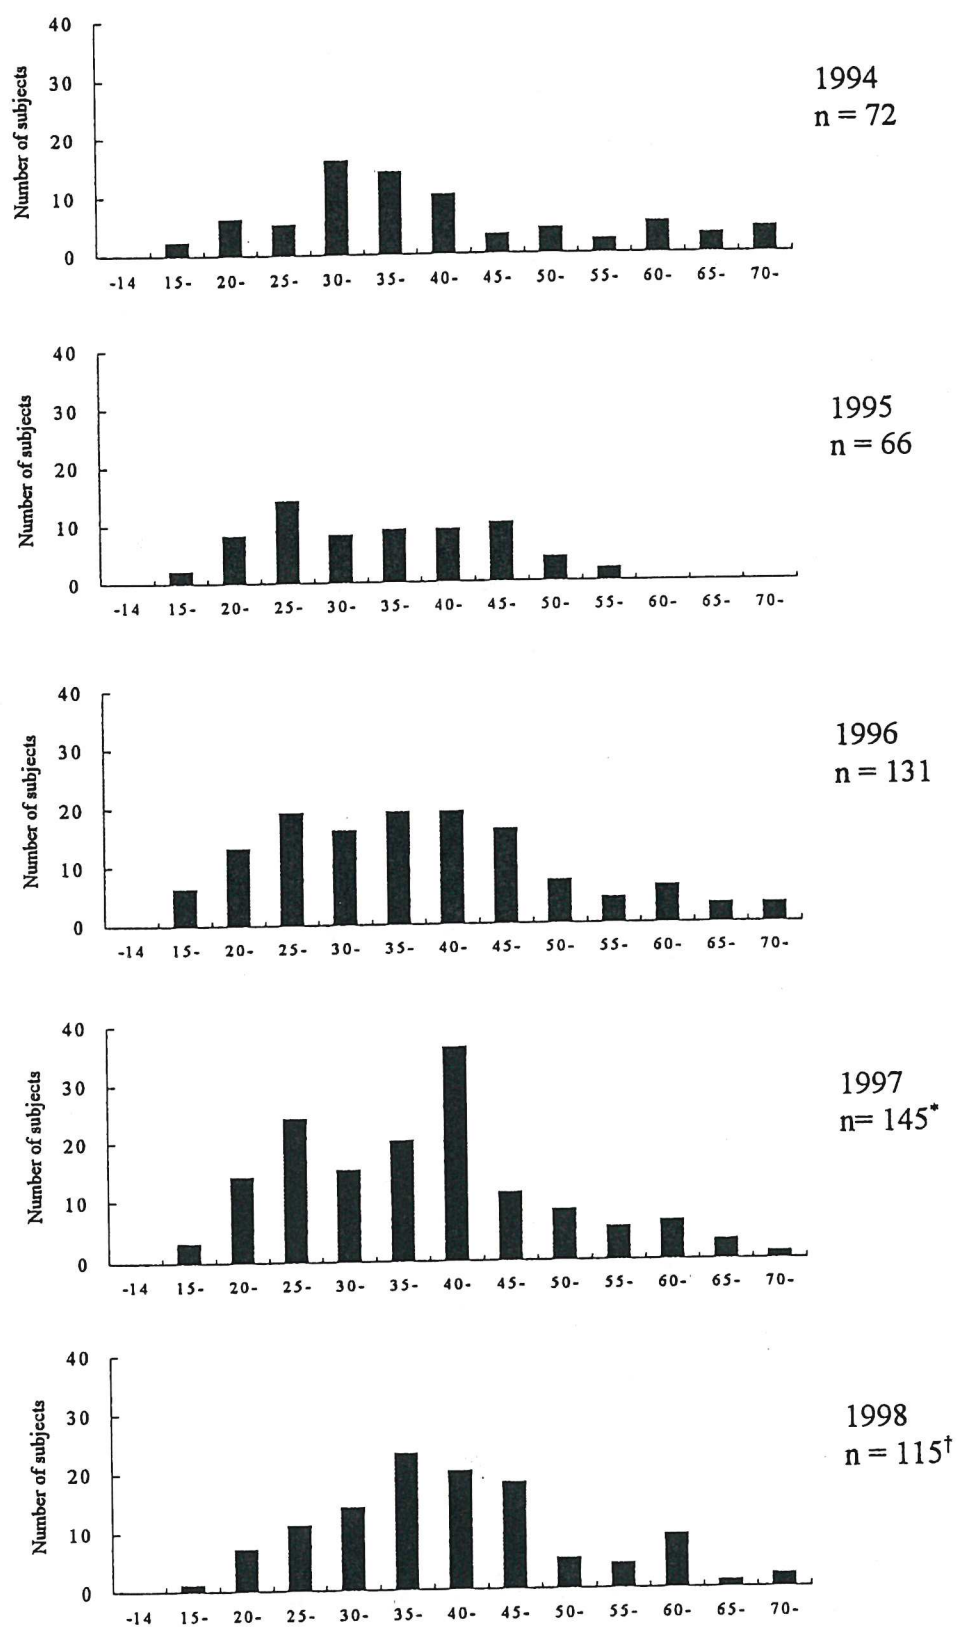 40
30
20
10
0
Number of subjects
-14 15- 20- 25- 30- 35- 40- 45- 50- 55- 60- 65- 70-
1994
n = 72
40
30
20
10
0
Number of subjects
-14 15- 20- 25- 30- 35- 40- 45- 50- 55- 60- 65- 70-
1995
n = 66
40
30
20
10
0
Number of subjects
-14 15- 20- 25- 30- 35- 40- 45- 50- 55- 60- 65- 70-
1996
n = 131
40
30
20
10
0
Number of subjects
-14 15- 20- 25- 30- 35- 40- 45- 50- 55- 60- 65- 70-
1997
n= 145*
40
30
20
10
0
Number of subjects
-14 15- 20- 25- 30- 35- 40- 45- 50- 55- 60- 65- 70-
1998
n = 115†